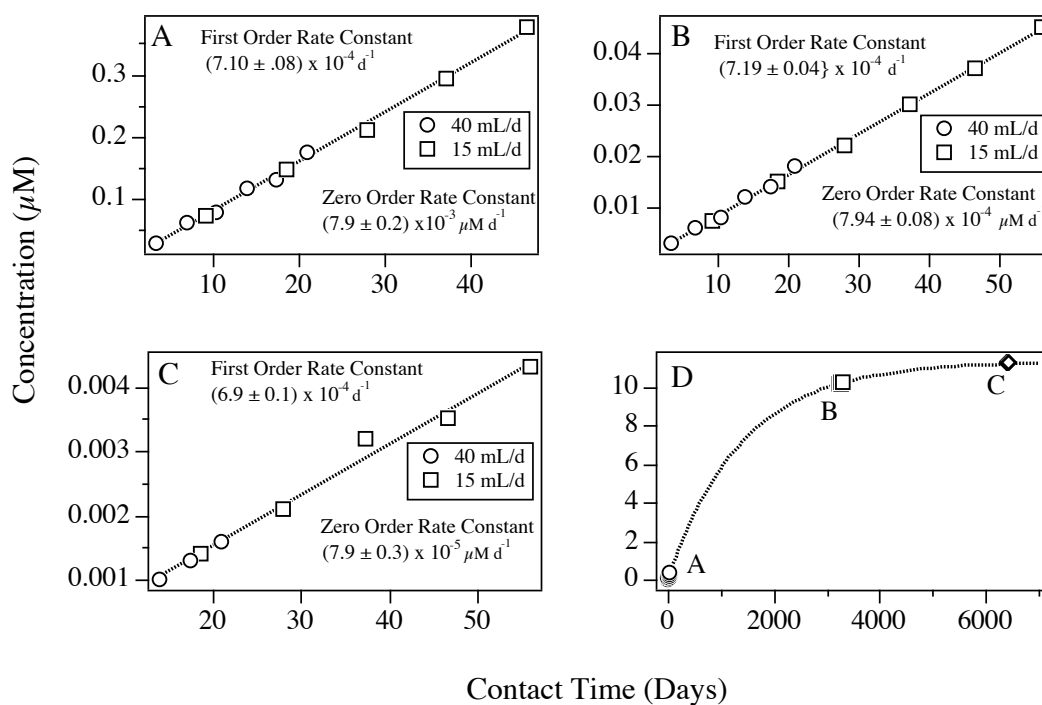 A
First Order Rate Constant
(7.10 ± .08) x 10⁻⁴ d⁻¹
40 mL/d
15 mL/d
Zero Order Rate Constant
(7.9 ± 0.2) x10⁻³ μM d⁻¹
0.3
0.2
0.1
10 20 30 40
B
First Order Rate Constant
(7.19 ± 0.04} x 10⁻⁴ d⁻¹
40 mL/d
15 mL/d
Zero Order Rate Constant
(7.94 ± 0.08) x 10⁻⁴ μM d⁻
0.04
0.03
0.02
0.01
10 20 30 40 50
Concentration (μM)
C
First Order Rate Constant
(6.9 ± 0.1) x 10⁻⁴ d⁻¹
40 mL/d
15 mL/d
Zero Order Rate Constant
(7.9 ± 0.3) x 10⁻⁵ μM d⁻¹
0.004
0.003
0.002
0.001
20 30 40 50
D
B
C
A
10
8
6
4
2
0
0 2000 4000 6000
Contact Time (Days)